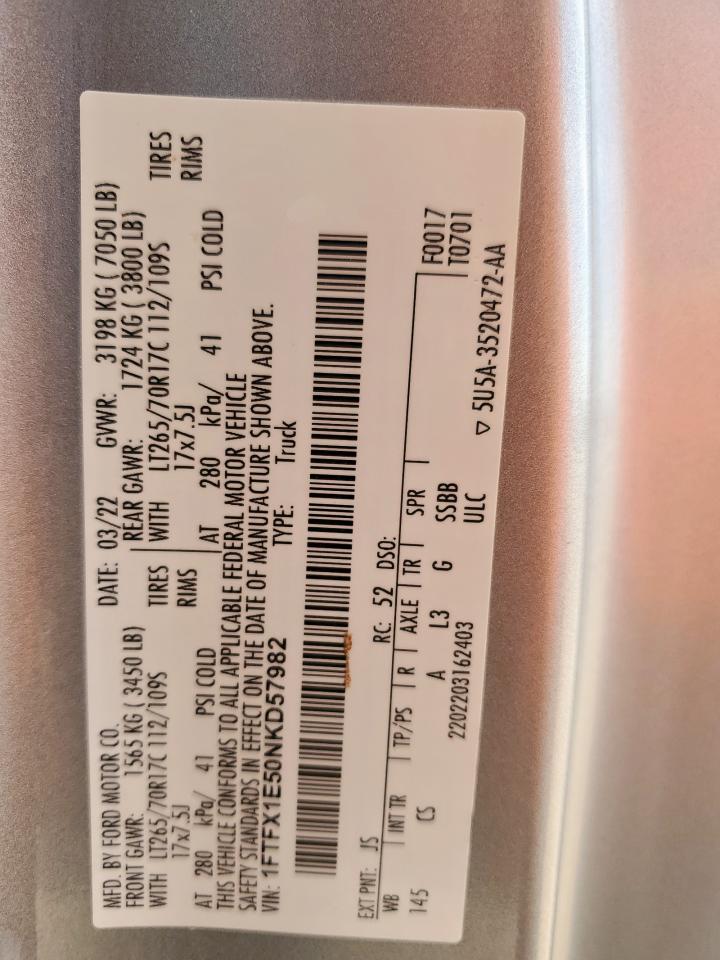 MFD. BY FORD MOTOR CO. DATE: 03/22 GVWR: 3198 KG ( 7050 LB)
FRONT GAWR: 1565 KG ( 3450 LB) REAR GAWR: 1724 KG ( 3800 LB)
WITH LT265/70R17C 112/109S TIRES WITH LT265/70R17C 112/109S TIRES
17x7.5J RIMS 17x7.5J RIMS
AT 280 kPa/ 41 PSI COLD AT 280 kPa/ 41 PSI COLD
THIS VEHICLE CONFORMS TO ALL APPLICABLE FEDERAL MOTOR VEHICLE
SAFETY STANDARDS IN EFFECT ON THE DATE OF MANUFACTURE SHOWN ABOVE.
VIN: 1FTFX1E50NKD57982 TYPE: Truck
EXT PNT: JS RC: 52 DSO:
WB INT TR TP/PS R AXLE TR SPR F0017
145 CS A L3 G SSBB T0701
2202203162403 ULC
▽ 5U5A-3520472-AA